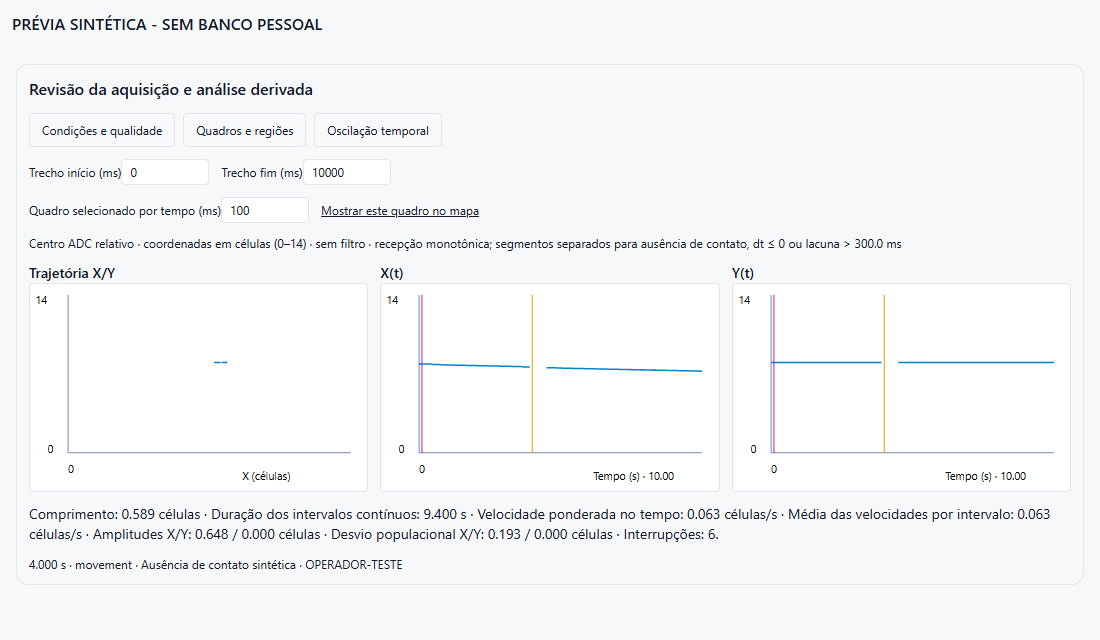 PRÉVIA SINTÉTICA - SEM BANCO PESSOAL
Revisão da aquisição e análise derivada
Condições e qualidade Quadros e regiões Oscilação temporal
Trecho início (ms) 0 Trecho fim (ms) 10000
Quadro selecionado por tempo (ms) 100 Mostrar este quadro no mapa
Centro ADC relativo · coordenadas em células (0–14) · sem filtro · recepção monotônica; segmentos separados para ausência de contato, dt ≤ 0 ou lacuna > 300.0 ms
Trajetória X/Y X(t) Y(t)
14 14 14
0 0 0
0 0 0
X (células) Tempo (s) · 10.00 Tempo (s) · 10.00
Comprimento: 0.589 células · Duração dos intervalos contínuos: 9.400 s · Velocidade ponderada no tempo: 0.063 células/s · Média das velocidades por intervalo: 0.063
células/s · Amplitudes X/Y: 0.648 / 0.000 células · Desvio populacional X/Y: 0.193 / 0.000 células · Interrupções: 6.
4.000 s · movement · Ausência de contato sintética · OPERADOR-TESTE